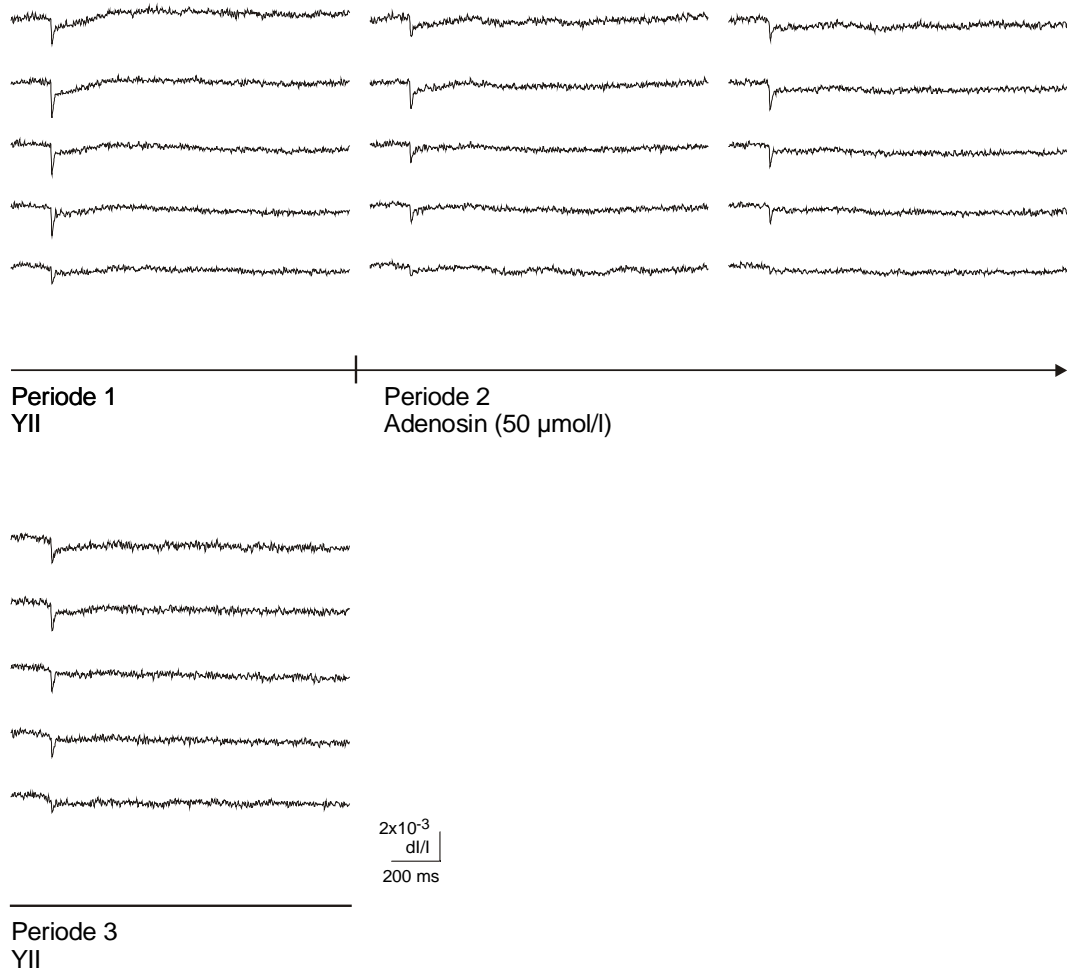 Periode 1
YII
Periode 2
Adenosin (50 µmol/l)
2x10-3
dI/I
200 ms
Periode 3
YII